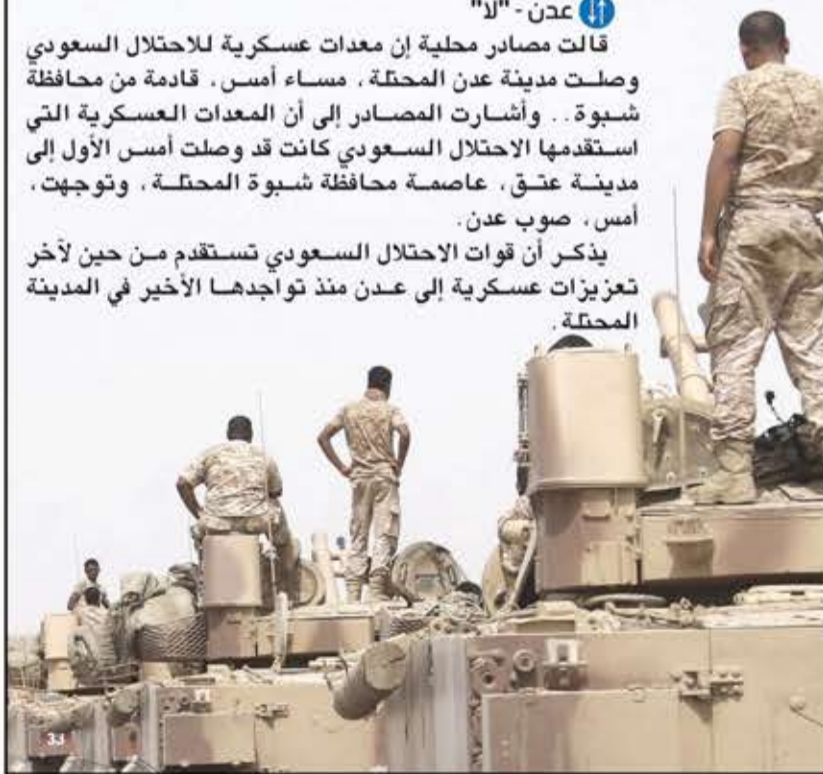 عدن - "لا"
قالت مصادر محلية إن معدات عسكرية للاحتلال السعودي
وصلت مدينة عدن المحتلة، مساء أمس، قادمة من محافظة
شبوة.. وأشارت المصادر إلى أن المعدات العسكرية التي
استقدمها الاحتلال السعودي كانت قد وصلت أمس الأول إلى
مدينة عتق، عاصمة محافظة شبوة المحتلة، وتوجهت،
أمس، صوب عدن.
يذكر أن قوات الاحتلال السعودي تستقدم من حين لآخر
تعزيزات عسكرية إلى عدن منذ تواجدها الأخير في المدينة
المحتلة.
33